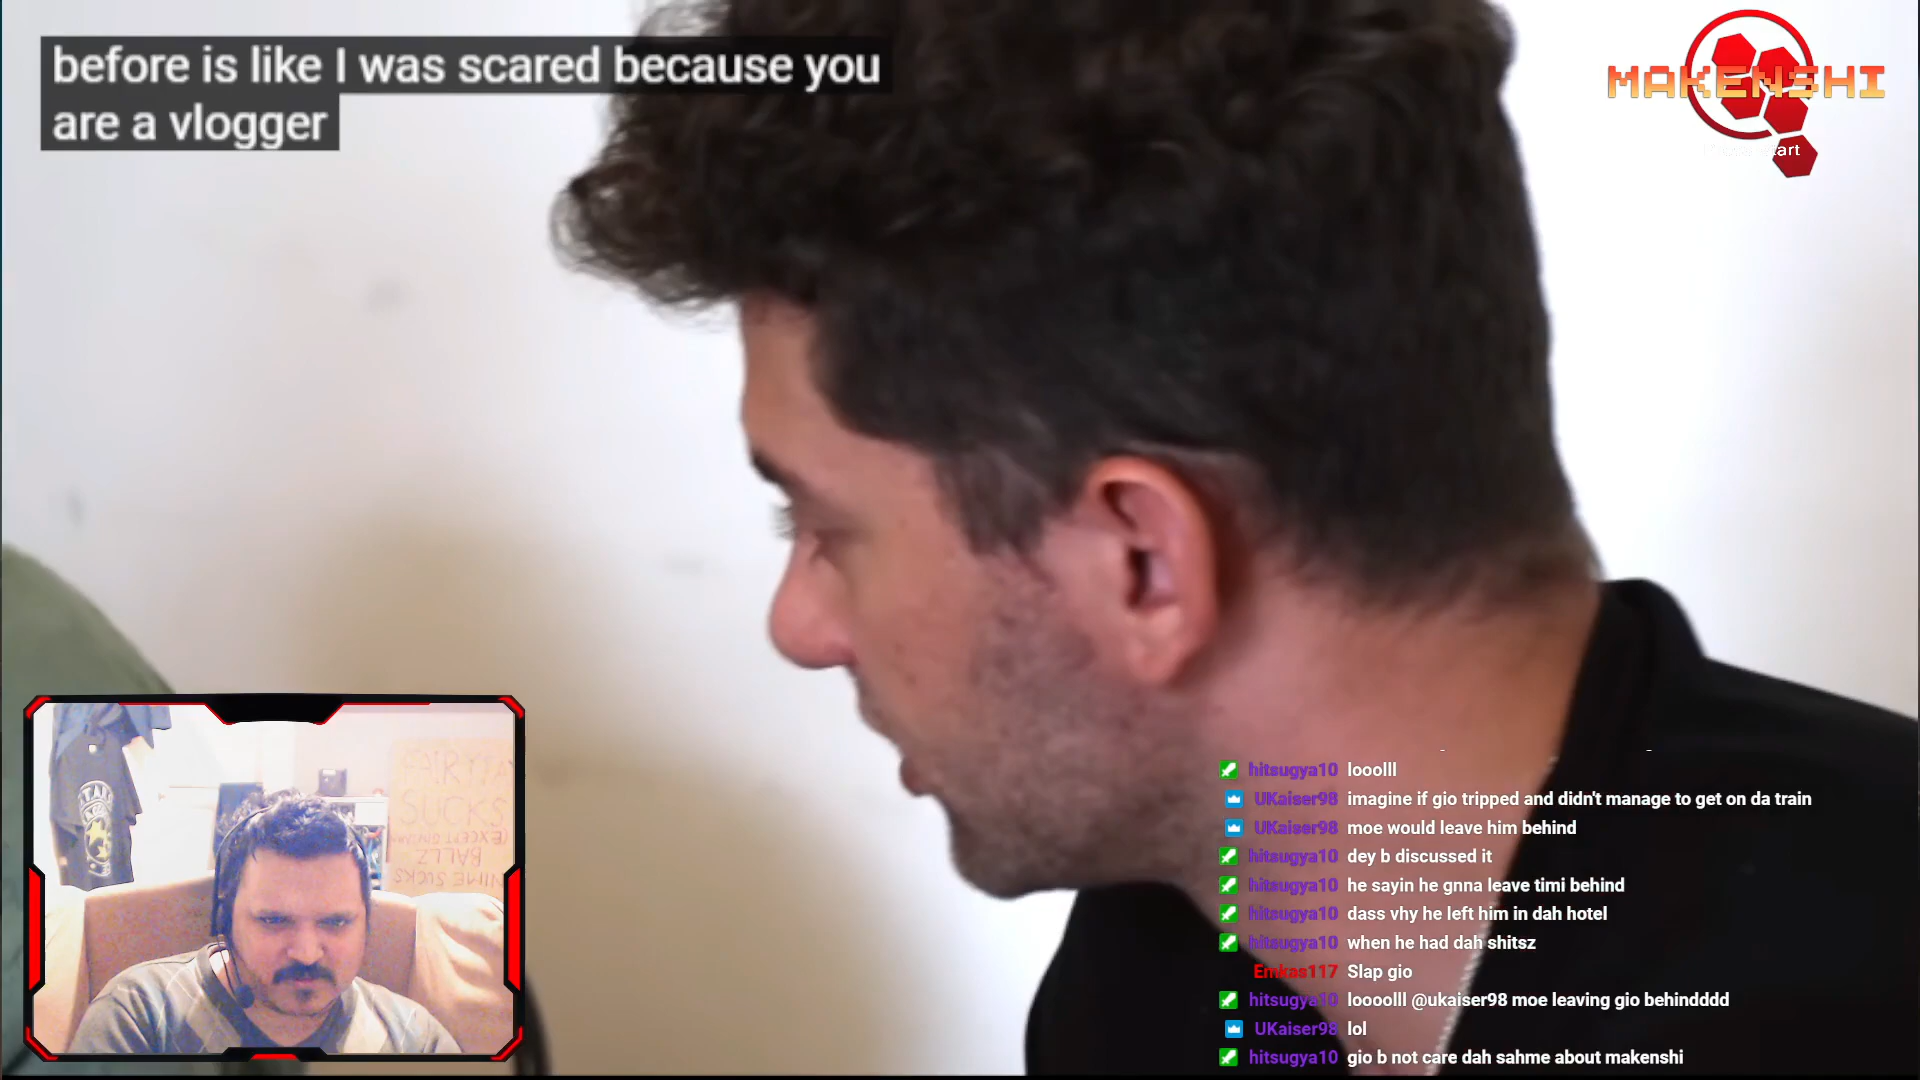 before is like I was scared because you
are a vlogger
MAKENSHI
FAIRYTAIL
SUCKS
BALLZ
hitsugya10 looolll
UKaiser98 imagine if gio tripped and didn't manage to get on da train
UKaiser98 moe would leave him behind
hitsugya10 dey b discussed it
hitsugya10 he sayin he gnna leave timi behind
hitsugya10 dass vhy he left him in dah hotel
hitsugya10 when he had dah shitsz
Emkas117 Slap gio
hitsugya10 loooolll @ukaiser98 moe leaving gio behindddd
UKaiser98 lol
hitsugya10 gio b not care dah sahme about makenshi